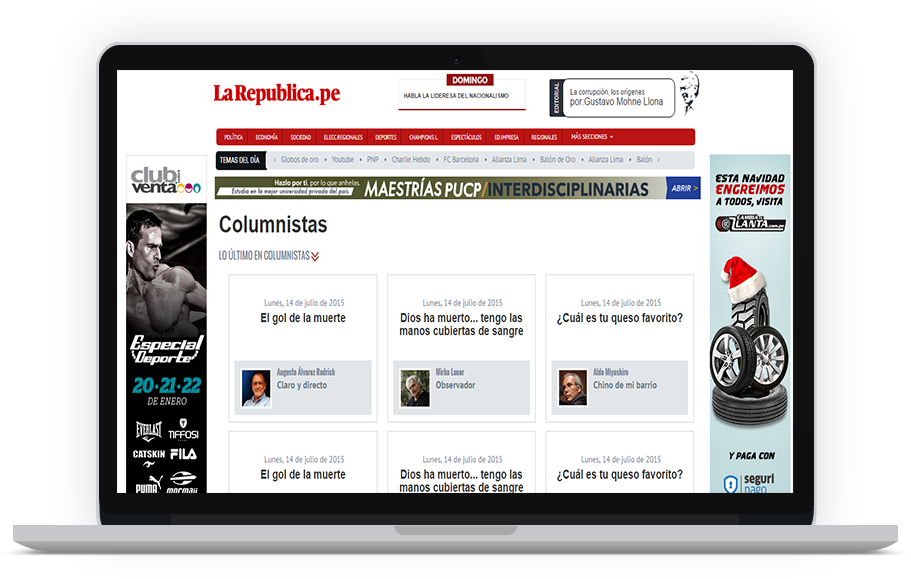 LaRepublica.pe
DOMINGO
HABLA LA LIDERESA DEL NACIONALISMO
EDITORIAL
La corrupción, los orígenes
por:Gustavo Mohne Llona
POLÍTICA ECONOMÍA SOCIEDAD ELECC.REGIONALES DEPORTES CHAMPIONS L. ESPECTÁCULOS ED.IMPRESA REGIONALES MÁS SECCIONES
TEMAS DEL DÍA ‹ Globos de oro • Youtube • PNP • Charlie Hebdo • FC Barcelona • Alianza Lima • Balón de Oro • Alianza Lima • Balón ›
Hazlo por ti, por lo que anhelas.
Estudia en la mejor universidad privada del país.
MAESTRÍAS PUCP/INTERDISCIPLINARIAS
ABRIR >
club
venta
Especial
Deporte
20·21·22
DE ENERO
EVERLAST
TIFFOSI
CATSKIN
FILA
PUMA
mormaii
Columnistas
LO ÚLTIMO EN COLUMNISTAS
Lunes, 14 de julio de 2015
El gol de la muerte
Augusto Álvarez Rodrich
Claro y directo
Lunes, 14 de julio de 2015
Dios ha muerto... tengo las
manos cubiertas de sangre
Mirko Lauer
Observador
Lunes, 14 de julio de 2015
¿Cuál es tu queso favorito?
Aldo Miyashiro
Chino de mi barrio
Lunes, 14 de julio de 2015
El gol de la muerte
Lunes, 14 de julio de 2015
Dios ha muerto... tengo las
manos cubiertas de sangre
Lunes, 14 de julio de 2015
¿Cuál es tu queso favorito?
ESTA NAVIDAD
ENGREIMOS
A TODOS, VISITA
CAMBIA TU
LLANTA.com.pe
Y PAGA CON
seguri
pago